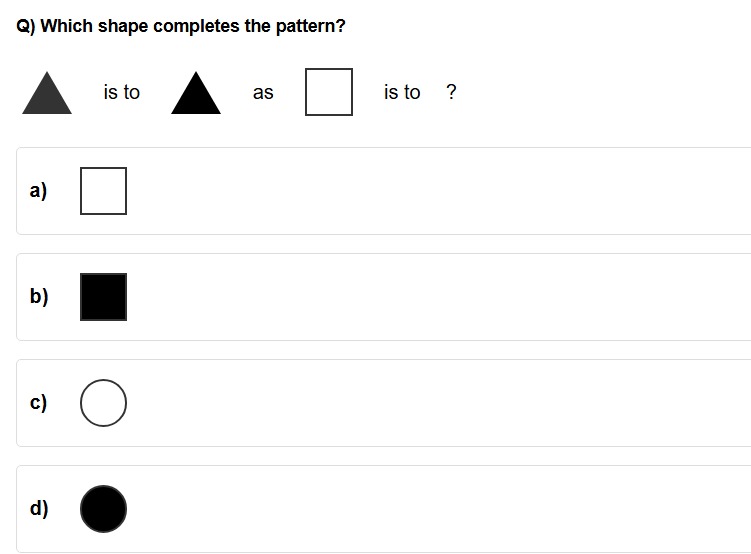 Q) Which shape completes the pattern?
is to as is to ?
a)
b)
c)
d)